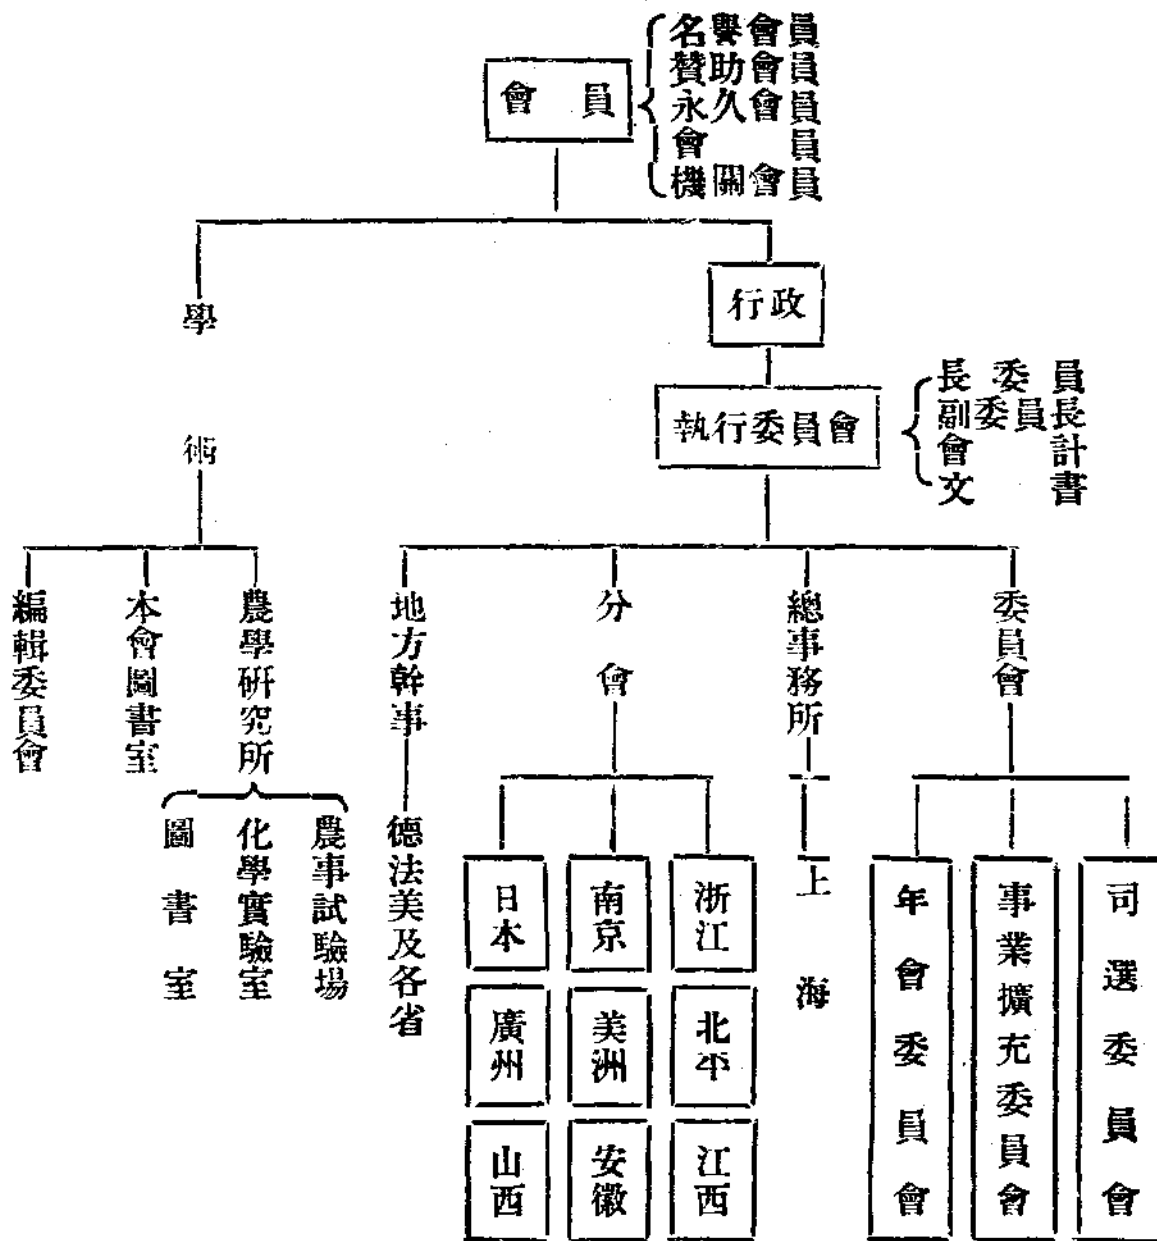 會員
名譽會員
贊助會員
永久會員
會員
機關會員
學術
行政
執行委員會
長委員
副委員長
會計
文書
委員會
總事務所
分會
地方幹事
農學研究所
本會圖書室
編輯委員會
農事試驗場
化學實驗室
圖書室
德法美及各省
上海
浙江
南京
日本
北平
美洲
廣州
江西
安徽
山西
司選委員會
事業擴充委員會
年會委員會